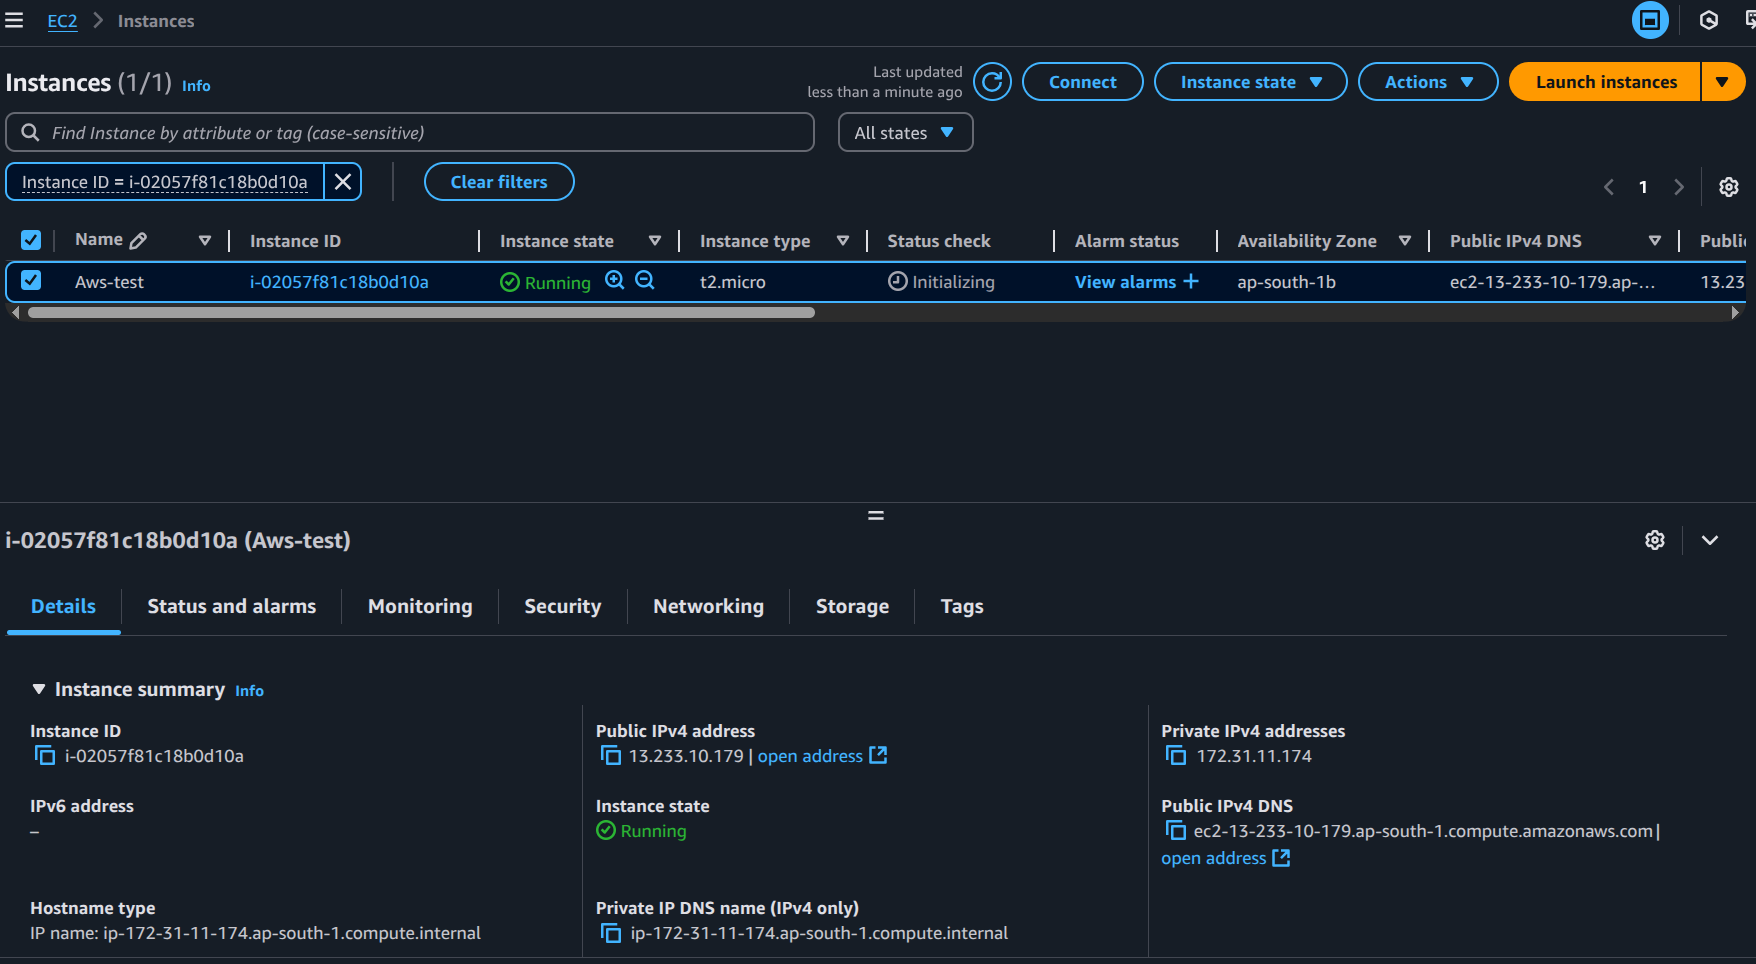 EC2 > Instances
Instances (1/1) Info
Last updated
less than a minute ago
Connect
Instance state
Actions
Launch instances
Find Instance by attribute or tag (case-sensitive)
All states
Instance ID = i-02057f81c18b0d10a
Clear filters
1
Name Instance ID Instance state Instance type Status check Alarm status Availability Zone Public IPv4 DNS
Aws-test i-02057f81c18b0d10a Running t2.micro Initializing View alarms + ap-south-1b ec2-13-233-10-179.ap-... 13.23
i-02057f81c18b0d10a (Aws-test)
Details Status and alarms Monitoring Security Networking Storage Tags
Instance summary Info
Instance ID
i-02057f81c18b0d10a
Public IPv4 address
13.233.10.179 | open address
Private IPv4 addresses
172.31.11.174
IPv6 address
–
Instance state
Running
Public IPv4 DNS
ec2-13-233-10-179.ap-south-1.compute.amazonaws.com |
open address
Hostname type
IP name: ip-172-31-11-174.ap-south-1.compute.internal
Private IP DNS name (IPv4 only)
ip-172-31-11-174.ap-south-1.compute.internal